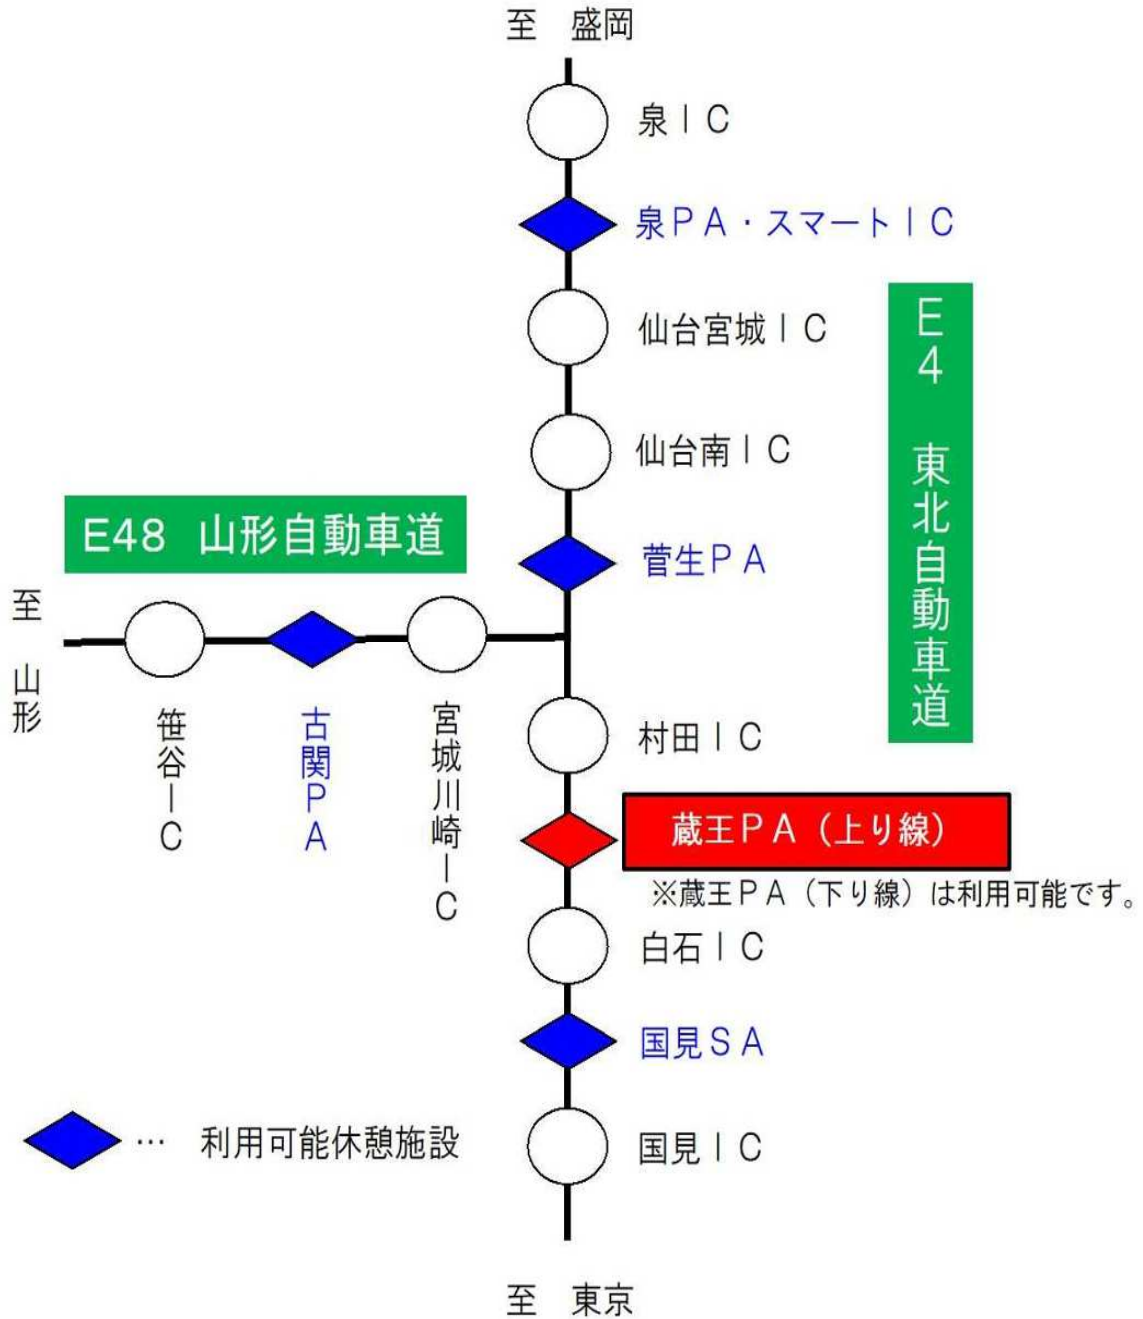 至 盛岡
泉ＩＣ
泉ＰＡ・スマートＩＣ
仙台宮城ＩＣ
Ｅ４ 東北自動車道
仙台南ＩＣ
E48 山形自動車道
菅生ＰＡ
至 山形
笹谷ＩＣ
古関ＰＡ
宮城川崎ＩＣ
村田ＩＣ
蔵王ＰＡ（上り線）
※蔵王ＰＡ（下り線）は利用可能です。
白石ＩＣ
国見ＳＡ
… 利用可能休憩施設
国見ＩＣ
至 東京